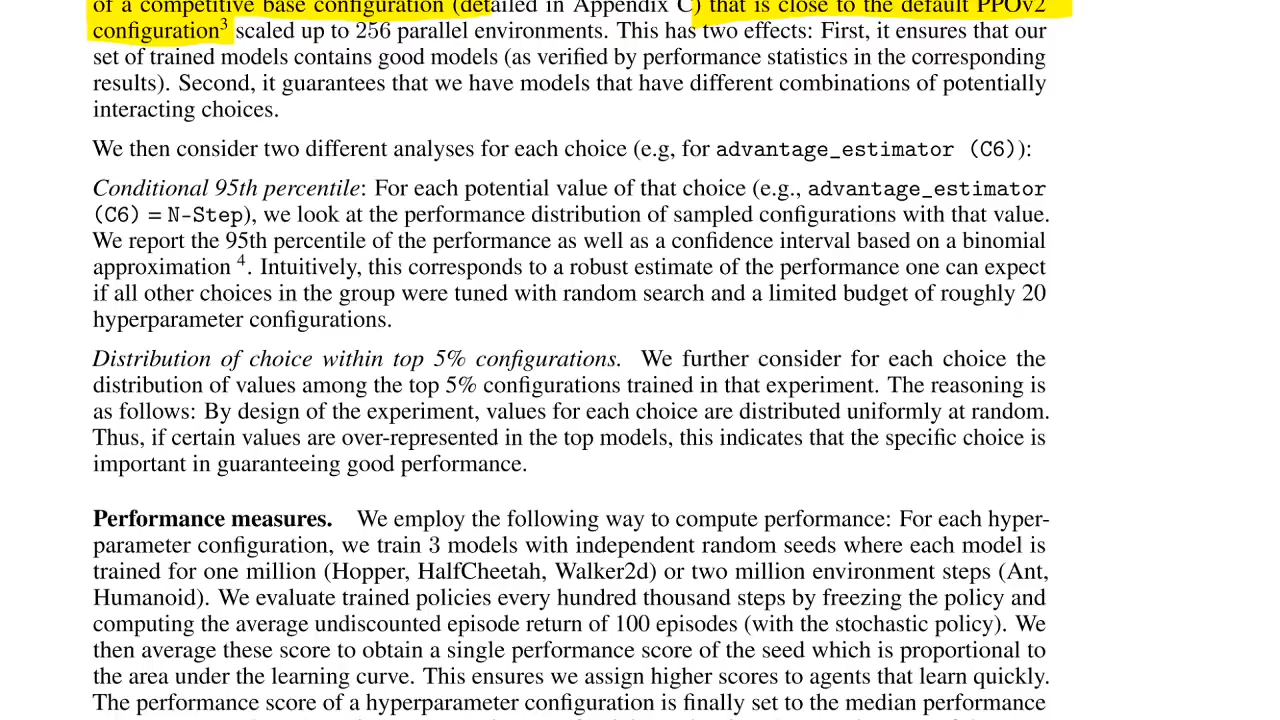 of a competitive base configuration (detailed in Appendix C) that is close to the default PPOv2
configuration3 scaled up to 256 parallel environments. This has two effects: First, it ensures that our
set of trained models contains good models (as verified by performance statistics in the corresponding
results). Second, it guarantees that we have models that have different combinations of potentially
interacting choices.
We then consider two different analyses for each choice (e.g, for advantage_estimator (C6)):
Conditional 95th percentile: For each potential value of that choice (e.g., advantage_estimator
(C6) = N-Step), we look at the performance distribution of sampled configurations with that value.
We report the 95th percentile of the performance as well as a confidence interval based on a binomial
approximation 4. Intuitively, this corresponds to a robust estimate of the performance one can expect
if all other choices in the group were tuned with random search and a limited budget of roughly 20
hyperparameter configurations.
Distribution of choice within top 5% configurations. We further consider for each choice the
distribution of values among the top 5% configurations trained in that experiment. The reasoning is
as follows: By design of the experiment, values for each choice are distributed uniformly at random.
Thus, if certain values are over-represented in the top models, this indicates that the specific choice is
important in guaranteeing good performance.
Performance measures. We employ the following way to compute performance: For each hyper-
parameter configuration, we train 3 models with independent random seeds where each model is
trained for one million (Hopper, HalfCheetah, Walker2d) or two million environment steps (Ant,
Humanoid). We evaluate trained policies every hundred thousand steps by freezing the policy and
computing the average undiscounted episode return of 100 episodes (with the stochastic policy). We
then average these score to obtain a single performance score of the seed which is proportional to
the area under the learning curve. This ensures we assign higher scores to agents that learn quickly.
The performance score of a hyperparameter configuration is finally set to the median performance